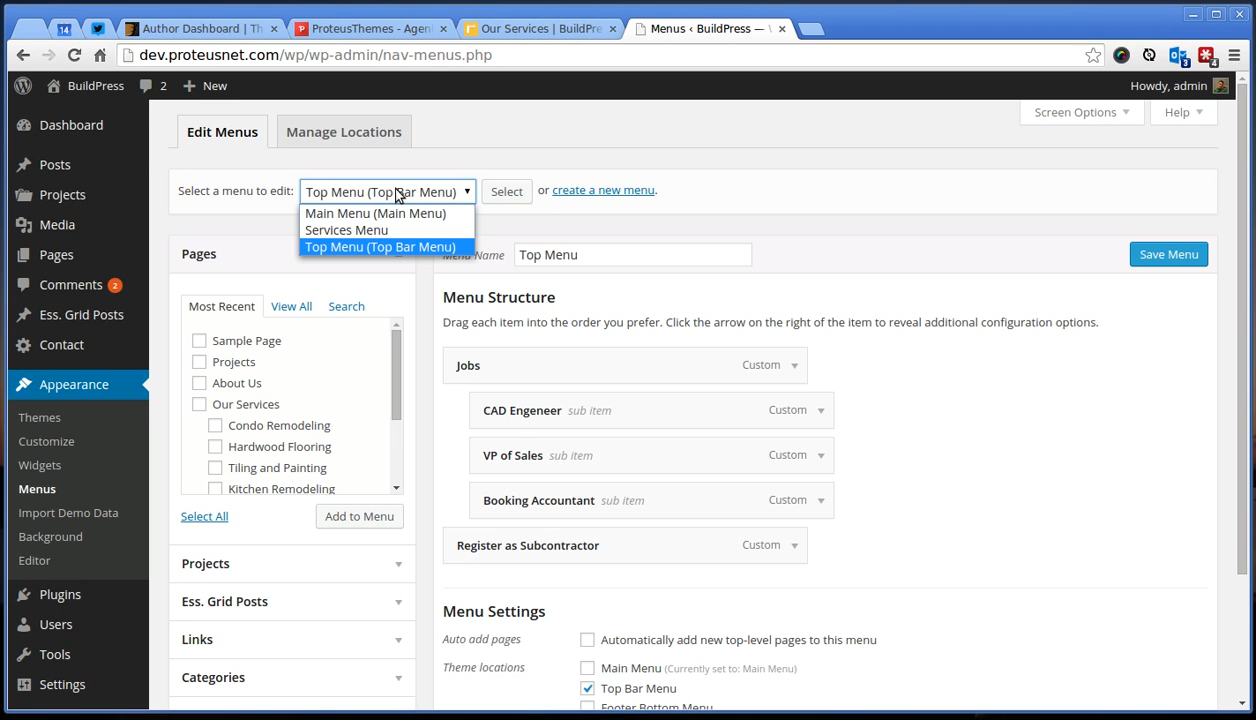 14
Author Dashboard | Th
ProteusThemes - Agen
Our Services | BuildPre
Menus ‹ BuildPress —
dev.proteusnet.com/wp/wp-admin/nav-menus.php
3
4
BuildPress
2
New
Howdy, admin
Dashboard
Posts
Projects
Media
Pages
Comments 2
Ess. Grid Posts
Contact
Appearance
Themes
Customize
Widgets
Menus
Import Demo Data
Background
Editor
Plugins
Users
Tools
Settings
Edit Menus
Manage Locations
Screen Options
Help
Select a menu to edit:
Top Menu (Top Bar Menu)
Select
or create a new menu.
Main Menu (Main Menu)
Services Menu
Top Menu (Top Bar Menu)
Pages
Most Recent
View All
Search
Sample Page
Projects
About Us
Our Services
Condo Remodeling
Hardwood Flooring
Tiling and Painting
Kitchen Remodeling
Select All
Add to Menu
Projects
Ess. Grid Posts
Links
Categories
Menu Name
Top Menu
Save Menu
Menu Structure
Drag each item into the order you prefer. Click the arrow on the right of the item to reveal additional configuration options.
Jobs
Custom
CAD Engeneer sub item
Custom
VP of Sales sub item
Custom
Booking Accountant sub item
Custom
Register as Subcontractor
Custom
Menu Settings
Auto add pages
Automatically add new top-level pages to this menu
Theme locations
Main Menu (Currently set to: Main Menu)
Top Bar Menu
Footer Bottom Menu